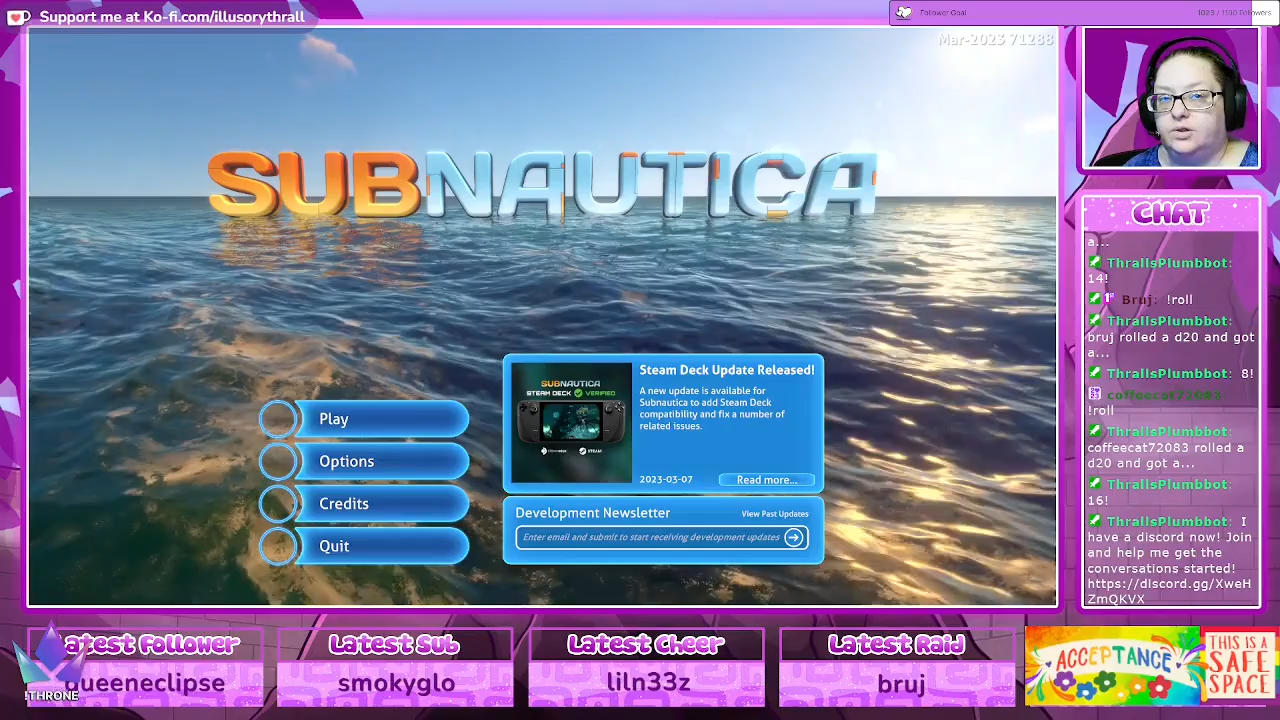 Support me at Ko-fi.com/illusorythrall
Follower Goal
1023 / 1100 Followers
Mar-2023 71288
SUBNAUTICA
Play
Options
Credits
Quit
SUBNAUTICA
STEAM DECK VERIFIED
STEAM
Steam Deck Update Released!
A new update is available for
Subnautica to add Steam Deck
compatibility and fix a number of
related issues.
2023-03-07
Read more...
Development Newsletter
View Past Updates
Enter email and submit to start receiving development updates
CHAT
a...
ThrallsPlumbbot:
14!
Bruj: !roll
ThrallsPlumbbot:
bruj rolled a d20 and got
a...
ThrallsPlumbbot: 8!
coffeecat72083
!roll
ThrallsPlumbbot:
coffeecat72083 rolled a
d20 and got a...
ThrallsPlumbbot:
16!
ThrallsPlumbbot: I
have a discord now! Join
and help me get the
conversations started!
https://discord.gg/XweH
ZmQKVX
Latest Follower
queeneclipse
!THRONE
Latest Sub
smokyglo
Latest Cheer
liln33z
Latest Raid
bruj
ACCEPTANCE
THIS IS A
SAFE
SPACE